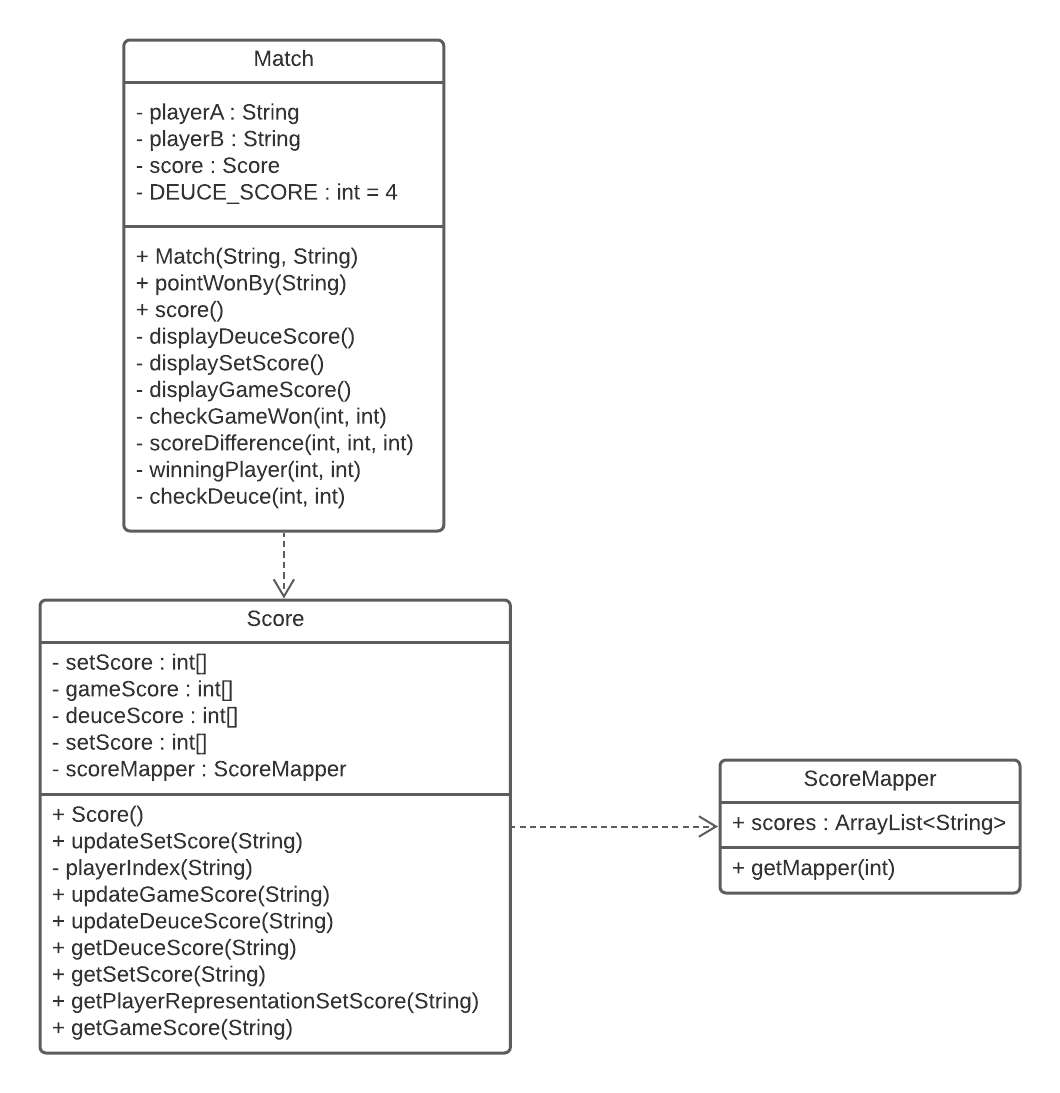 Match
- playerA : String
- playerB : String
- score : Score
- DEUCE_SCORE : int = 4
+ Match(String, String)
+ pointWonBy(String)
+ score()
- displayDeuceScore()
- displaySetScore()
- displayGameScore()
- checkGameWon(int, int)
- scoreDifference(int, int, int)
- winningPlayer(int, int)
- checkDeuce(int, int)
Score
- setScore : int[]
- gameScore : int[]
- deuceScore : int[]
- setScore : int[]
- scoreMapper : ScoreMapper
+ Score()
+ updateSetScore(String)
- playerIndex(String)
+ updateGameScore(String)
+ updateDeuceScore(String)
+ getDeuceScore(String)
+ getSetScore(String)
+ getPlayerRepresentationSetScore(String)
+ getGameScore(String)
ScoreMapper
+ scores : ArrayList<String>
+ getMapper(int)